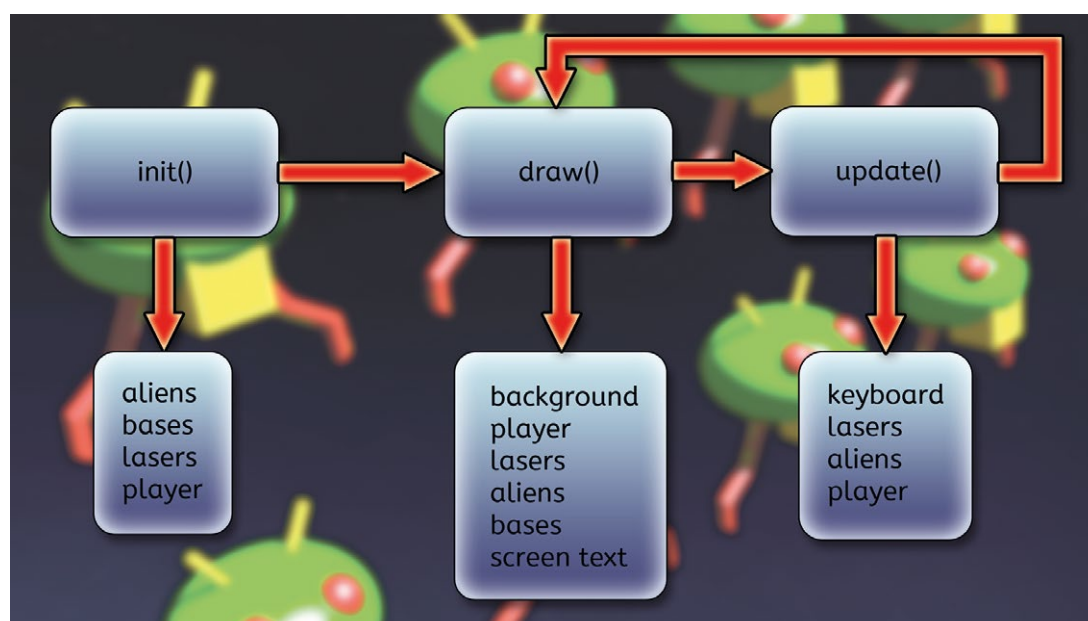 init()
draw()
update()
aliens
bases
lasers
player
background
player
lasers
aliens
bases
screen text
keyboard
lasers
aliens
player